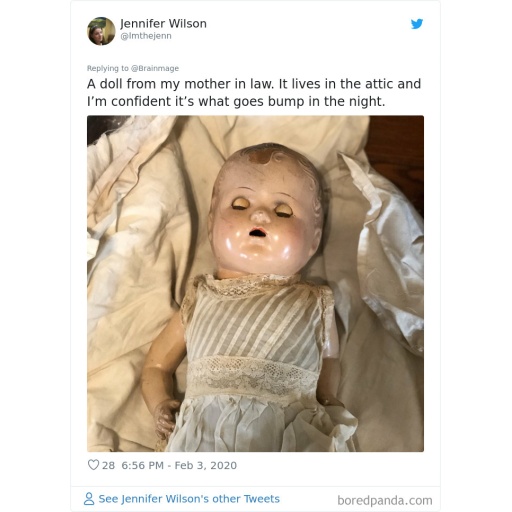 Jennifer Wilson
@Imthejenn
Replying to @Brainmage
A doll from my mother in law. It lives in the attic and
I’m confident it’s what goes bump in the night.
28 6:56 PM - Feb 3, 2020
See Jennifer Wilson's other Tweets
boredpanda.com